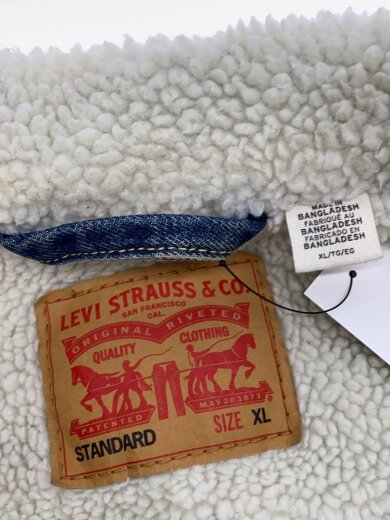 MADE IN
BANGLADESH
FABRIQUÉ AU
BANGLADESH
FABRICADO EN
BANGLADESH
XL/TG/EG
LEVI STRAUSS & CO.
SAN FRANCISCO
CAL.
ORIGINAL RIVETED
QUALITY CLOTHING
PATENTED MAY 20 1873
STANDARD SIZE XL